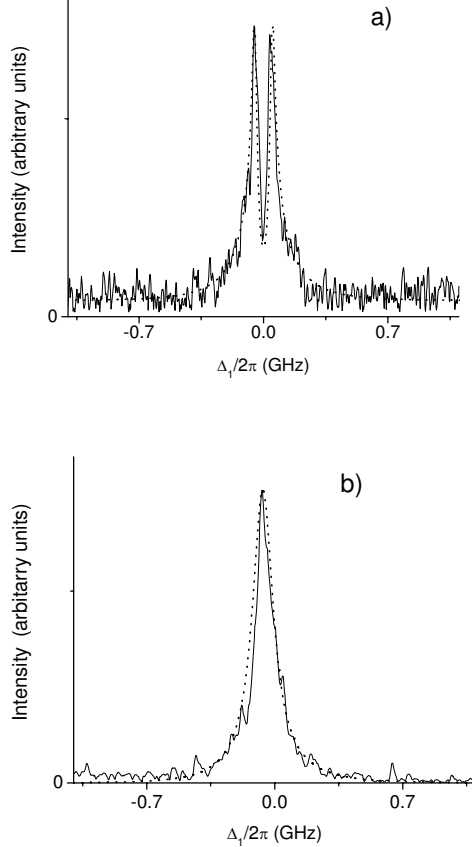 a)
Intensity (arbitrary units)
0
-0.7 0.0 0.7
Δ1/2π (GHz)
b)
Intensity (arbitarry units)
0
-0.7 0.0 0.7
Δ1/2π (GHz)